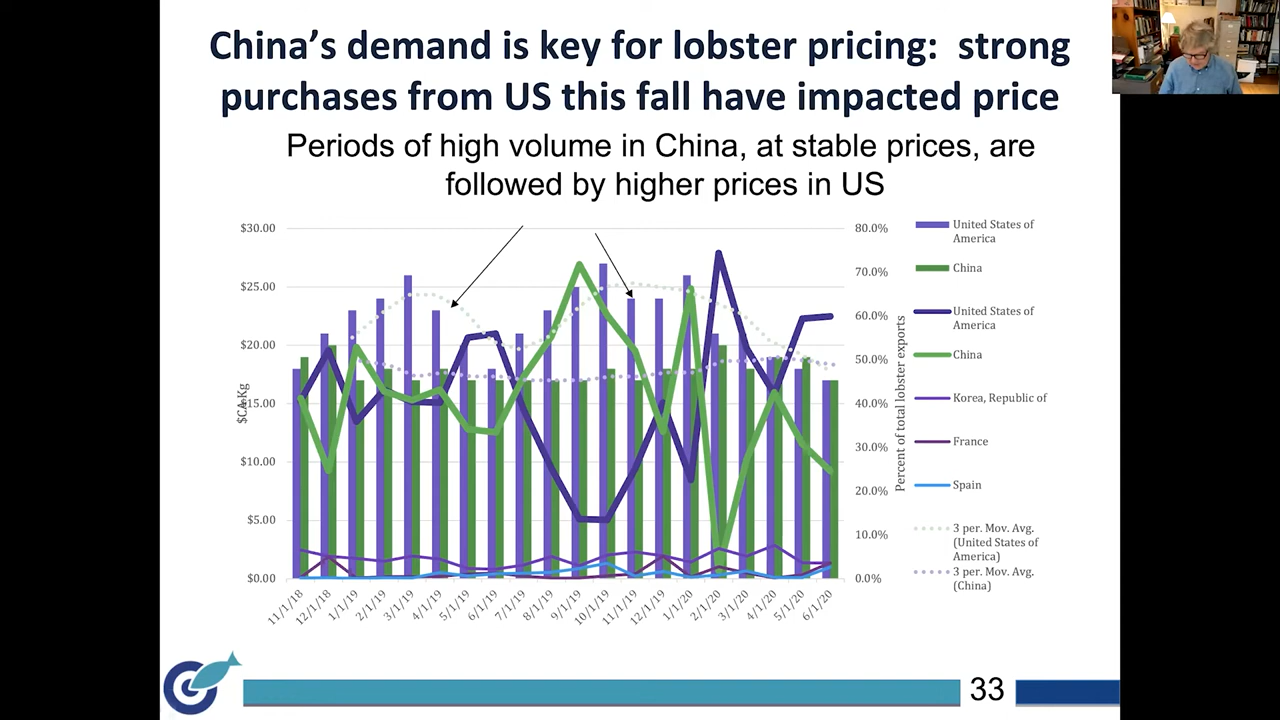 China's demand is key for lobster pricing:  strong
purchases from US this fall have impacted price
Periods of high volume in China, at stable prices, are
followed by higher prices in US
$30.00
$25.00
$20.00
$15.00
$10.00
$5.00
$0.00
80.0%
70.0%
60.0%
50.0%
40.0%
30.0%
20.0%
10.0%
0.0%
Percent of total lobster exports
11/1/18
12/1/18
1/1/19
2/1/19
3/1/19
4/1/19
5/1/19
6/1/19
7/1/19
8/1/19
9/1/19
10/1/19
11/1/19
12/1/19
1/1/20
2/1/20
3/1/20
4/1/20
5/1/20
6/1/20
United States of
America
China
United States of
America
China
Korea, Republic of
France
Spain
3 per. Mov. Avg.
(United States of
America)
3 per. Mov. Avg.
(China)
33